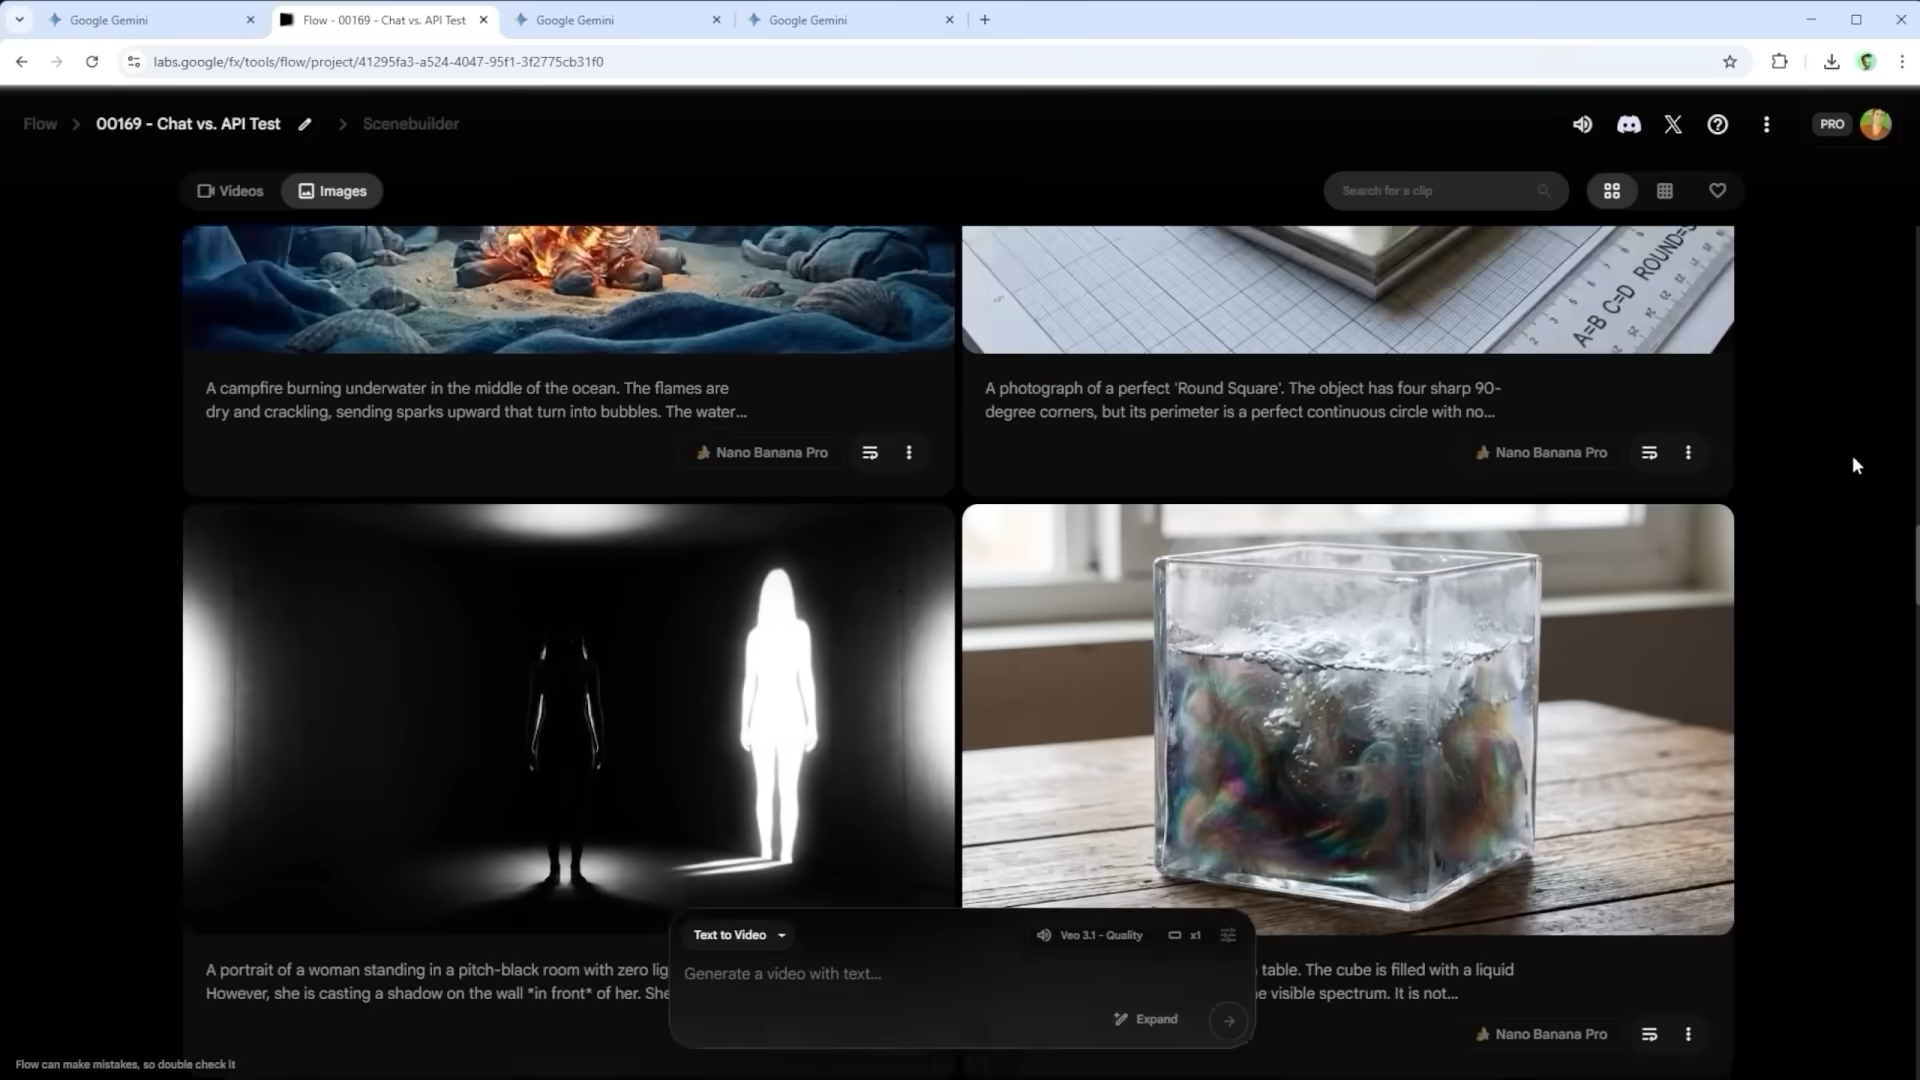 Google Gemini
Flow - 00169 - Chat vs. API Test
Google Gemini
Google Gemini
labs.google/fx/tools/flow/project/41295fa3-a524-4047-95f1-3f2775cb31f0
Flow
00169 - Chat vs. API Test
Scenebuilder
PRO
Videos
Images
Search for a clip
A=B C=D ROUND=S
A campfire burning underwater in the middle of the ocean. The flames are
dry and crackling, sending sparks upward that turn into bubbles. The water...
Nano Banana Pro
A photograph of a perfect 'Round Square'. The object has four sharp 90-
degree corners, but its perimeter is a perfect continuous circle with no...
Nano Banana Pro
A portrait of a woman standing in a pitch-black room with zero lig
However, she is casting a shadow on the wall *in front* of her. She
table. The cube is filled with a liquid
e visible spectrum. It is not...
Nano Banana Pro
Text to Video
Veo 3.1 - Quality
x1
Generate a video with text...
Expand
Flow can make mistakes, so double check it